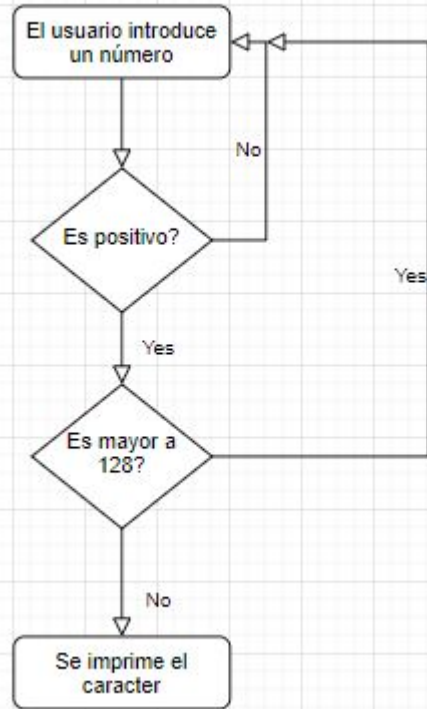 El usuario introduce
un número
No
Es positivo?
Yes
Yes
Es mayor a
128?
No
Se imprime el
caracter